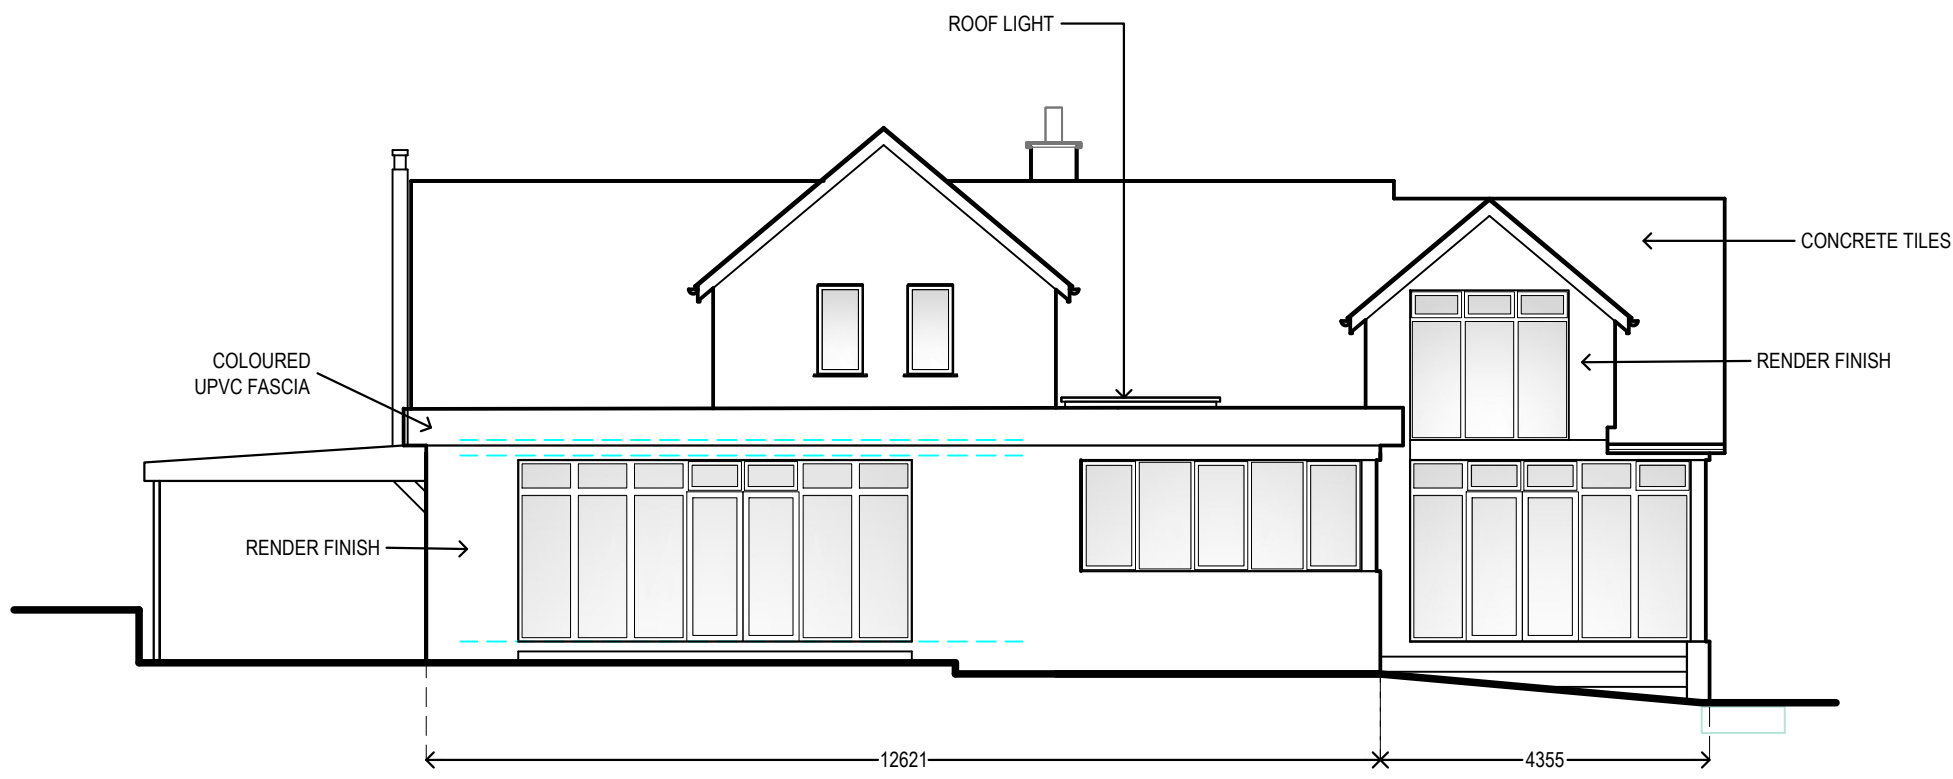 ROOF LIGHT
CONCRETE TILES
COLOURED
UPVC FASCIA
RENDER FINISH
RENDER FINISH
12621
4355